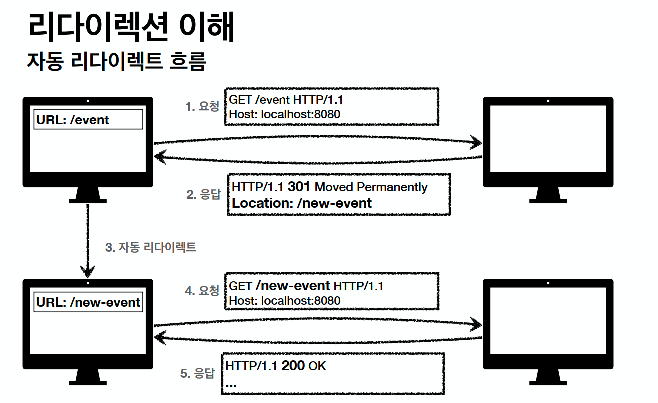 리다이렉션 이해
자동 리다이렉트 흐름
URL: /event
1. 요청
GET /event HTTP/1.1
Host: localhost:8080
2. 응답
HTTP/1.1 301 Moved Permanently
Location: /new-event
3. 자동 리다이렉트
URL: /new-event
4. 요청
GET /new-event HTTP/1.1
Host: localhost:8080
5. 응답
HTTP/1.1 200 OK
...